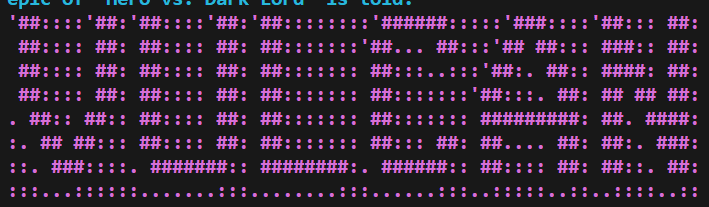 epic of "Hero vs. Dark Lord" is told.
'##::::'##:'##::::'##:'##::::::::'######:::::'###::::'##::: ##:
 ##:::: ##: ##:::: ##: ##:::::::'##... ##:::'## ##::: ###:: ##:
 ##:::: ##: ##:::: ##: ##::::::: ##:::..:::'##:. ##:: ####: ##:
 ##:::: ##: ##:::: ##: ##::::::: ##:::::::'##:::. ##: ## ## ##:
. ##:: ##:: ##:::: ##: ##::::::: ##::::::: #########: ##. ####:
:. ## ##::: ##:::: ##: ##::::::: ##::: ##: ##.... ##: ##:. ###:
::. ###::::. #######:: ########:. ######:: ##:::: ##: ##::. ##:
:::...::::::.......:::........:::......:::..:::::..::..::::..::